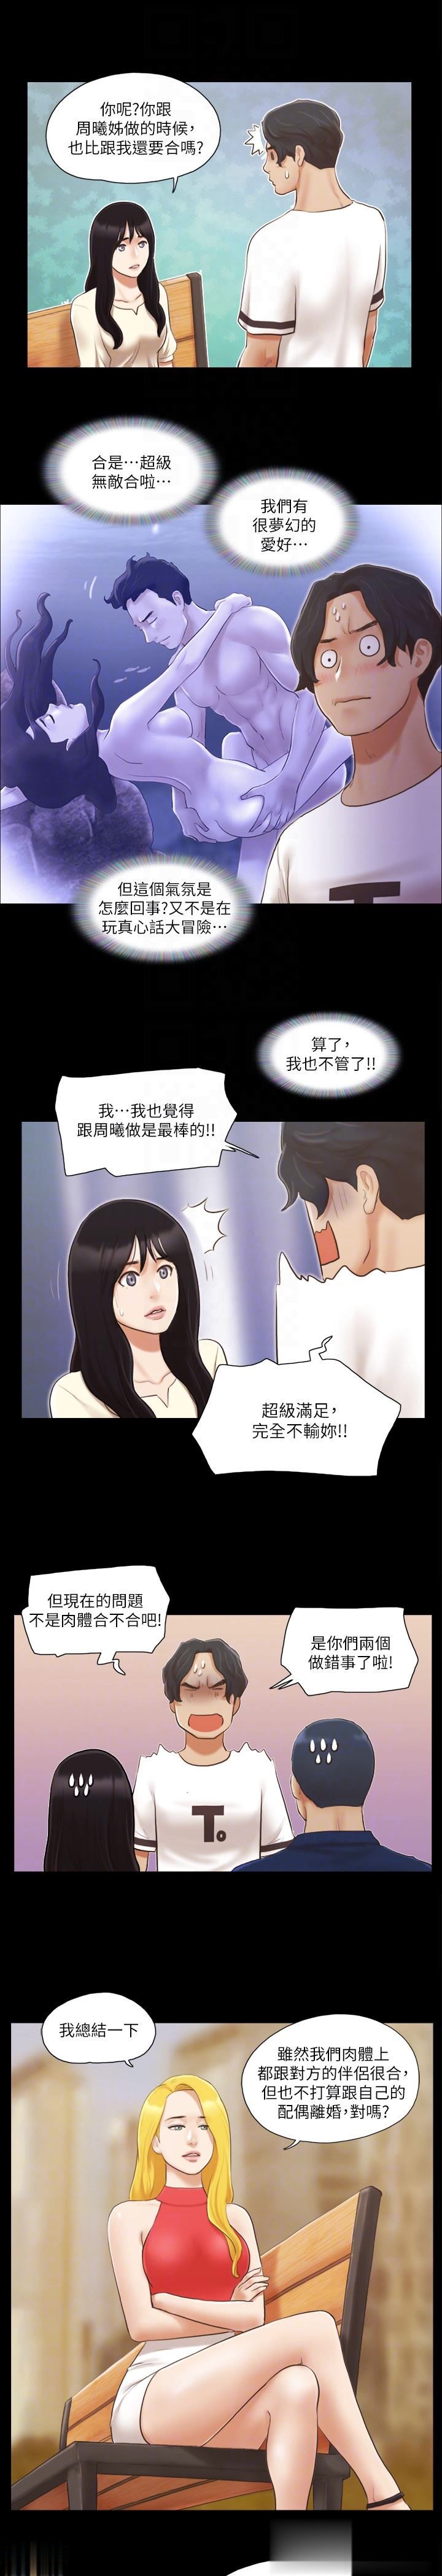 你呢?你跟
周曦姊做的時候，
也比跟我還要合嗎?
合是⋯超級
無敵合啦⋯
我們有
很夢幻的
愛好⋯
但這個氣氛是
怎麼回事?又不是在
玩真心話大冒險⋯
算了，
我也不管了!!
我⋯我也覺得
跟周曦做是最棒的!!
超級滿足，
完全不輸妳!!
但現在的問題
不是肉體合不合吧!
是你們兩個
做錯事了啦!
T.
我總結一下
雖然我們肉體上
都跟對方的伴侶很合，
但也不打算跟自己的
配偶離婚，對嗎?